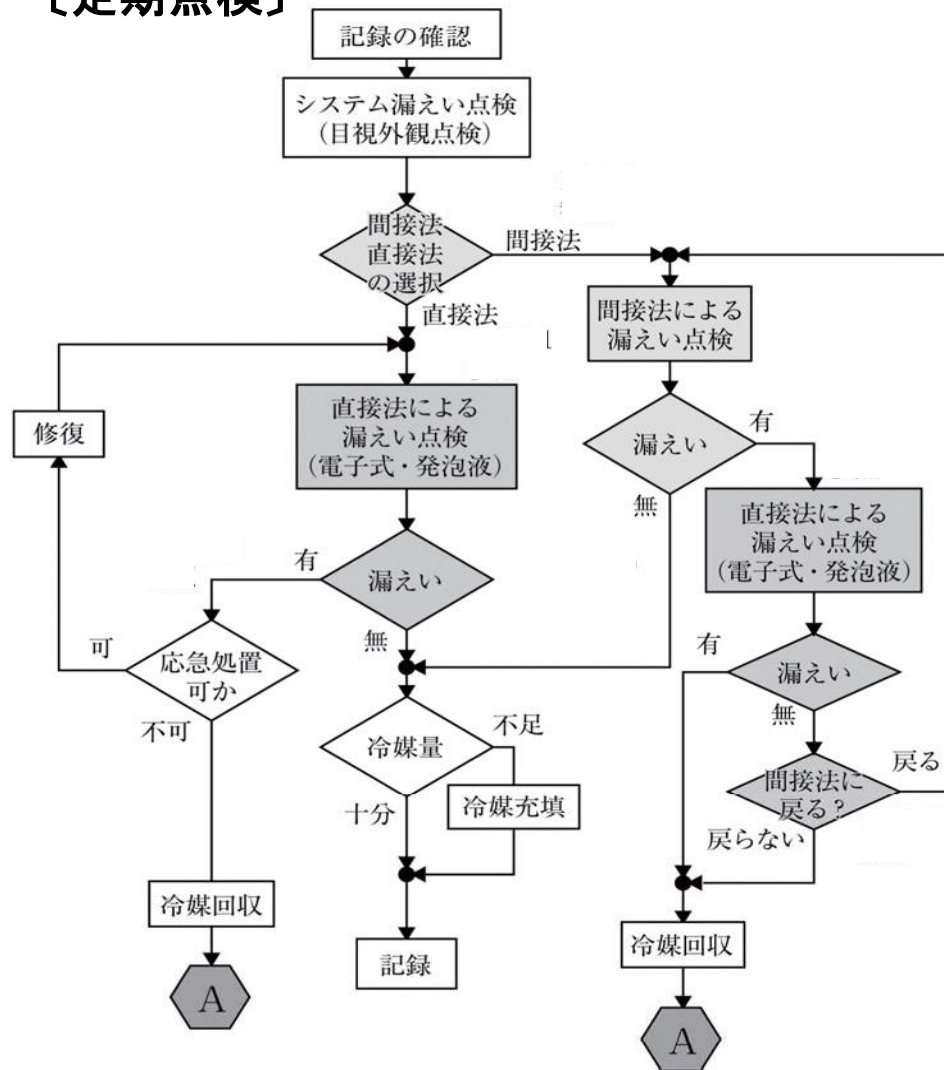 ［定期点検］
記録の確認
システム漏えい点検
（目視外観点検）
間接法
直接法
の選択
間接法
直接法
間接法による
漏えい点検
直接法による
漏えい点検
（電子式・発泡液）
修復
漏えい
有
無
直接法による
漏えい点検
（電子式・発泡液）
漏えい
有
無
応急処置
可か
可
不可
漏えい
有
無
冷媒量
不足
十分
冷媒充填
間接法に
戻る？
戻る
戻らない
冷媒回収
記録
冷媒回収
A
A